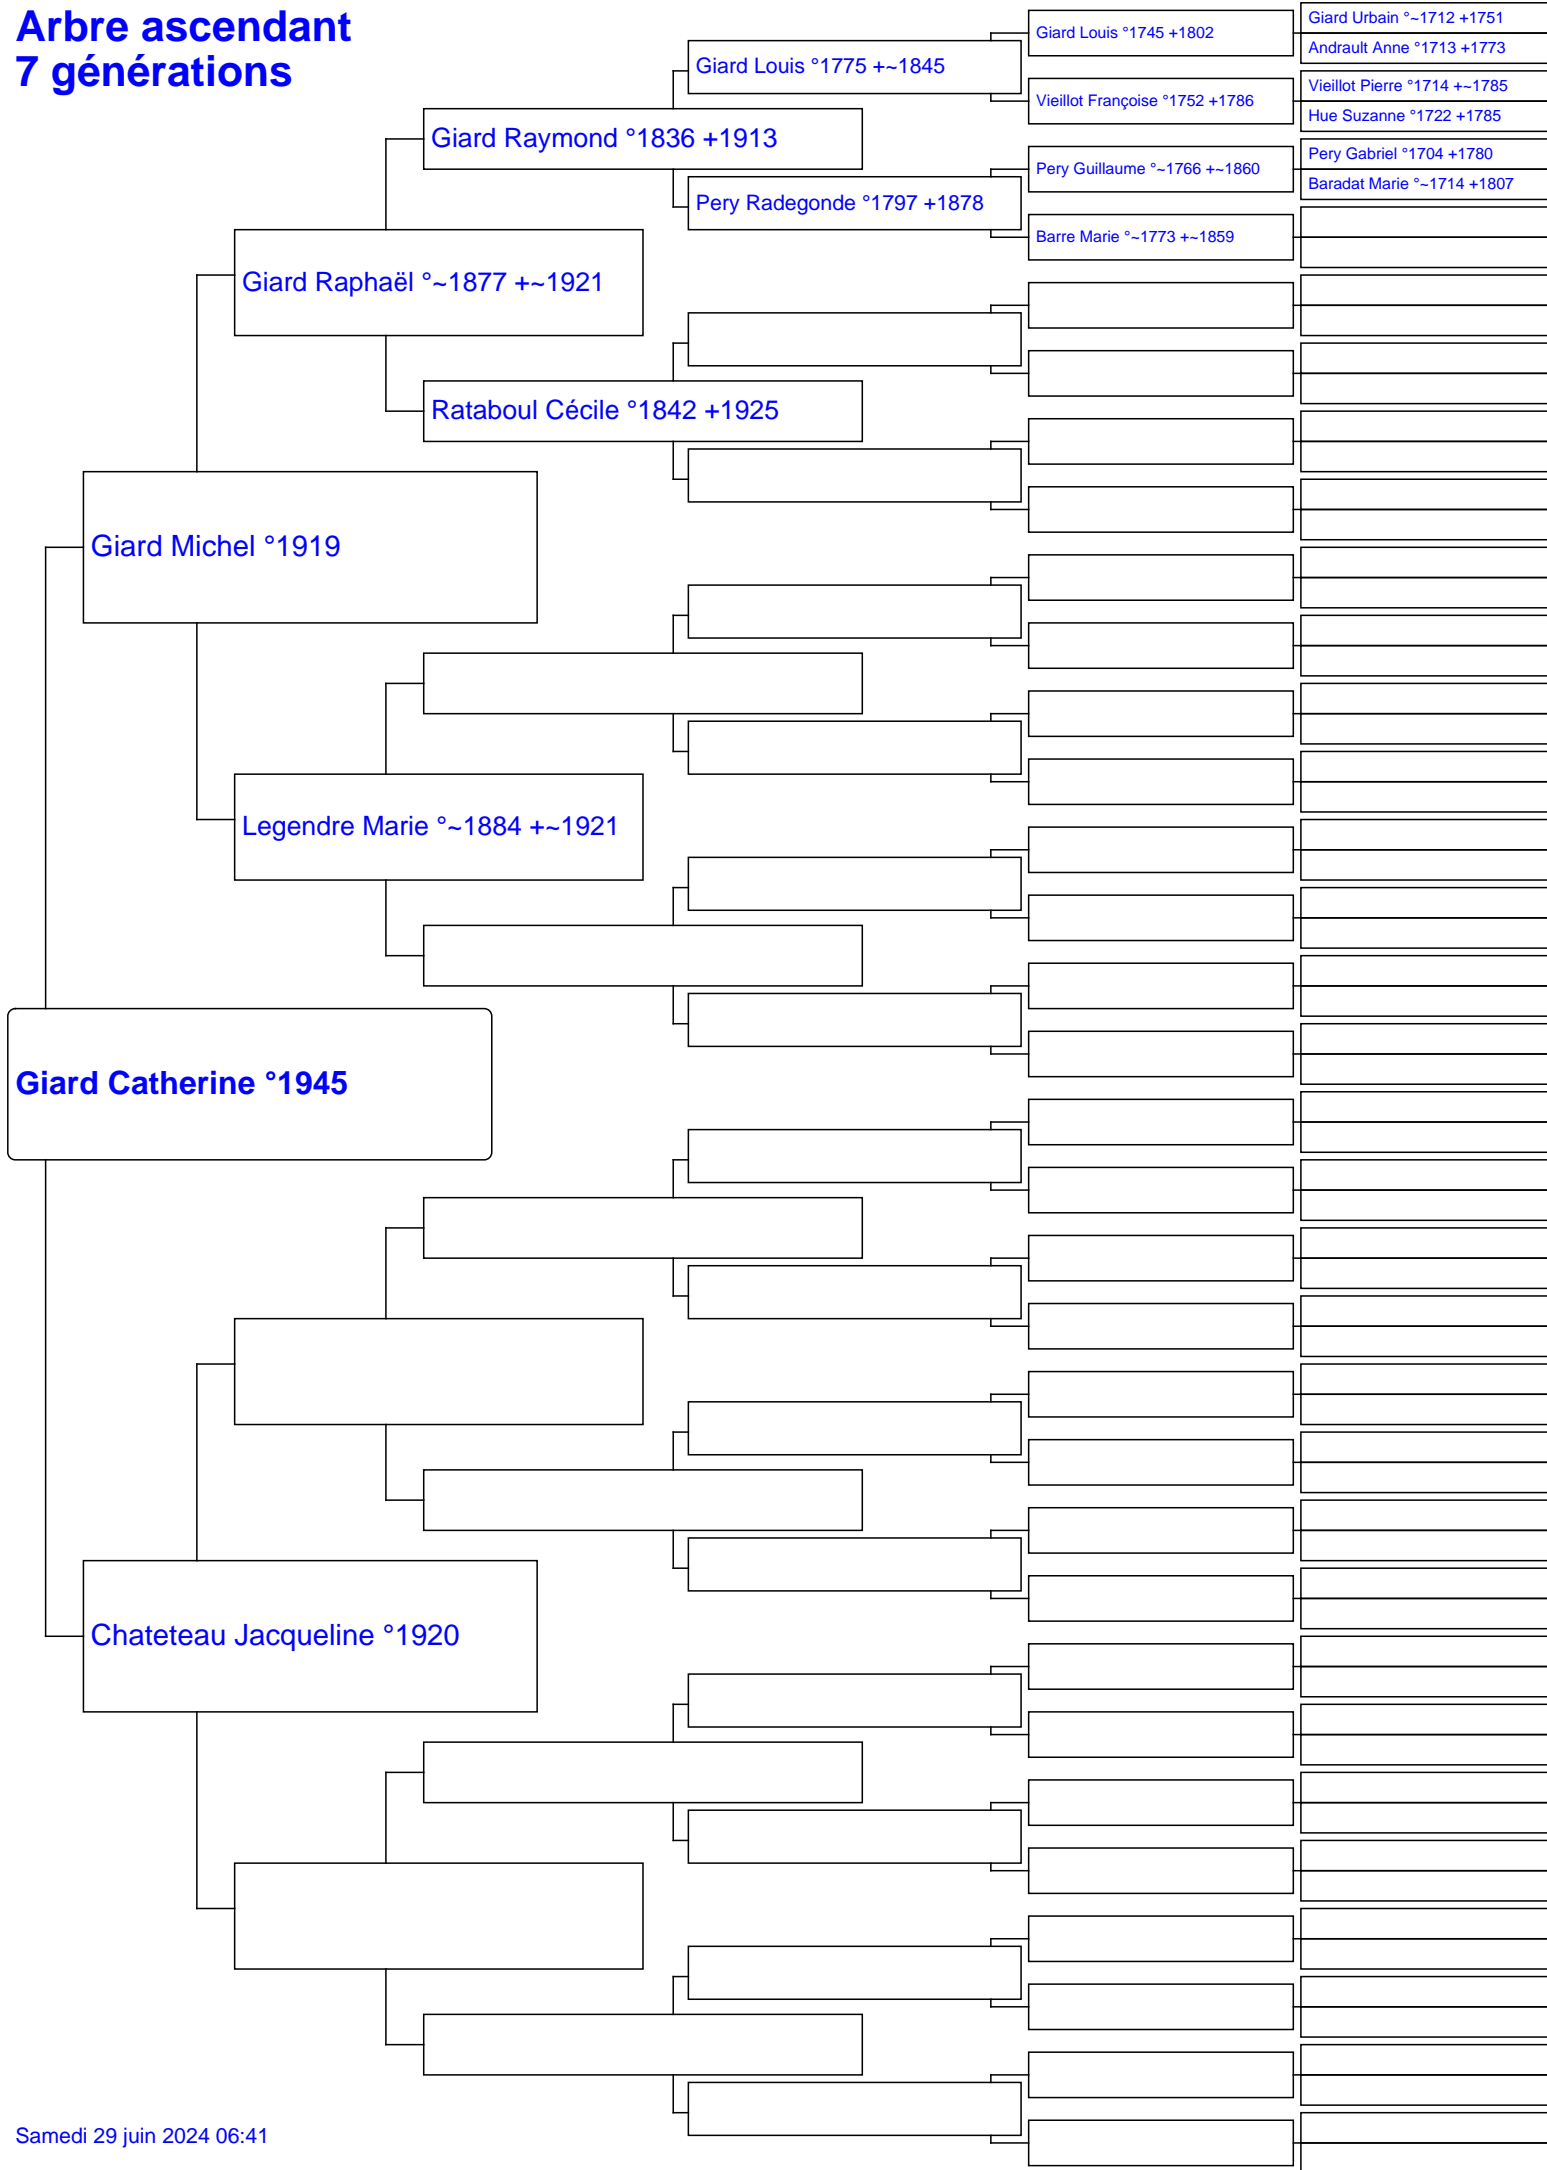 Arbre ascendant
7 générations
Giard Louis °1745 +1802
Giard Urbain °~1712 +1751
Andrault Anne °1713 +1773
Giard Louis °1775 +~1845
Vieillot Françoise °1752 +1786
Vieillot Pierre °1714 +~1785
Hue Suzanne °1722 +1785
Giard Raymond °1836 +1913
Pery Guillaume °~1766 +~1860
Pery Gabriel °1704 +1780
Baradat Marie °~1714 +1807
Pery Radegonde °1797 +1878
Barre Marie °~1773 +~1859
Giard Raphaël °~1877 +~1921
Rataboul Cécile °1842 +1925
Giard Michel °1919
Legendre Marie °~1884 +~1921
Giard Catherine °1945
Chateteau Jacqueline °1920
Samedi 29 juin 2024 06:41